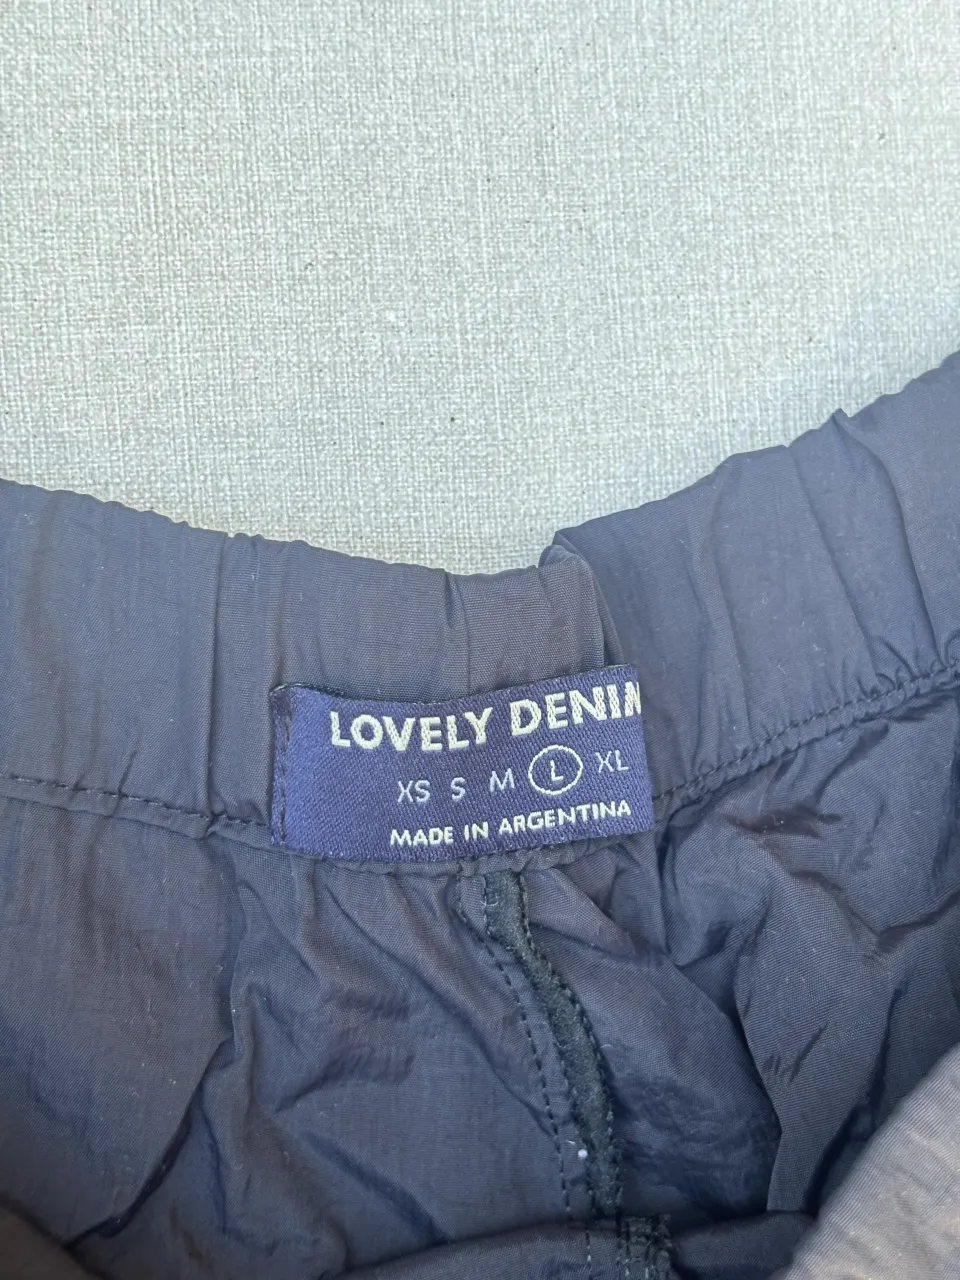 LOVELY DENIM
XS S M L XL
MADE IN ARGENTINA